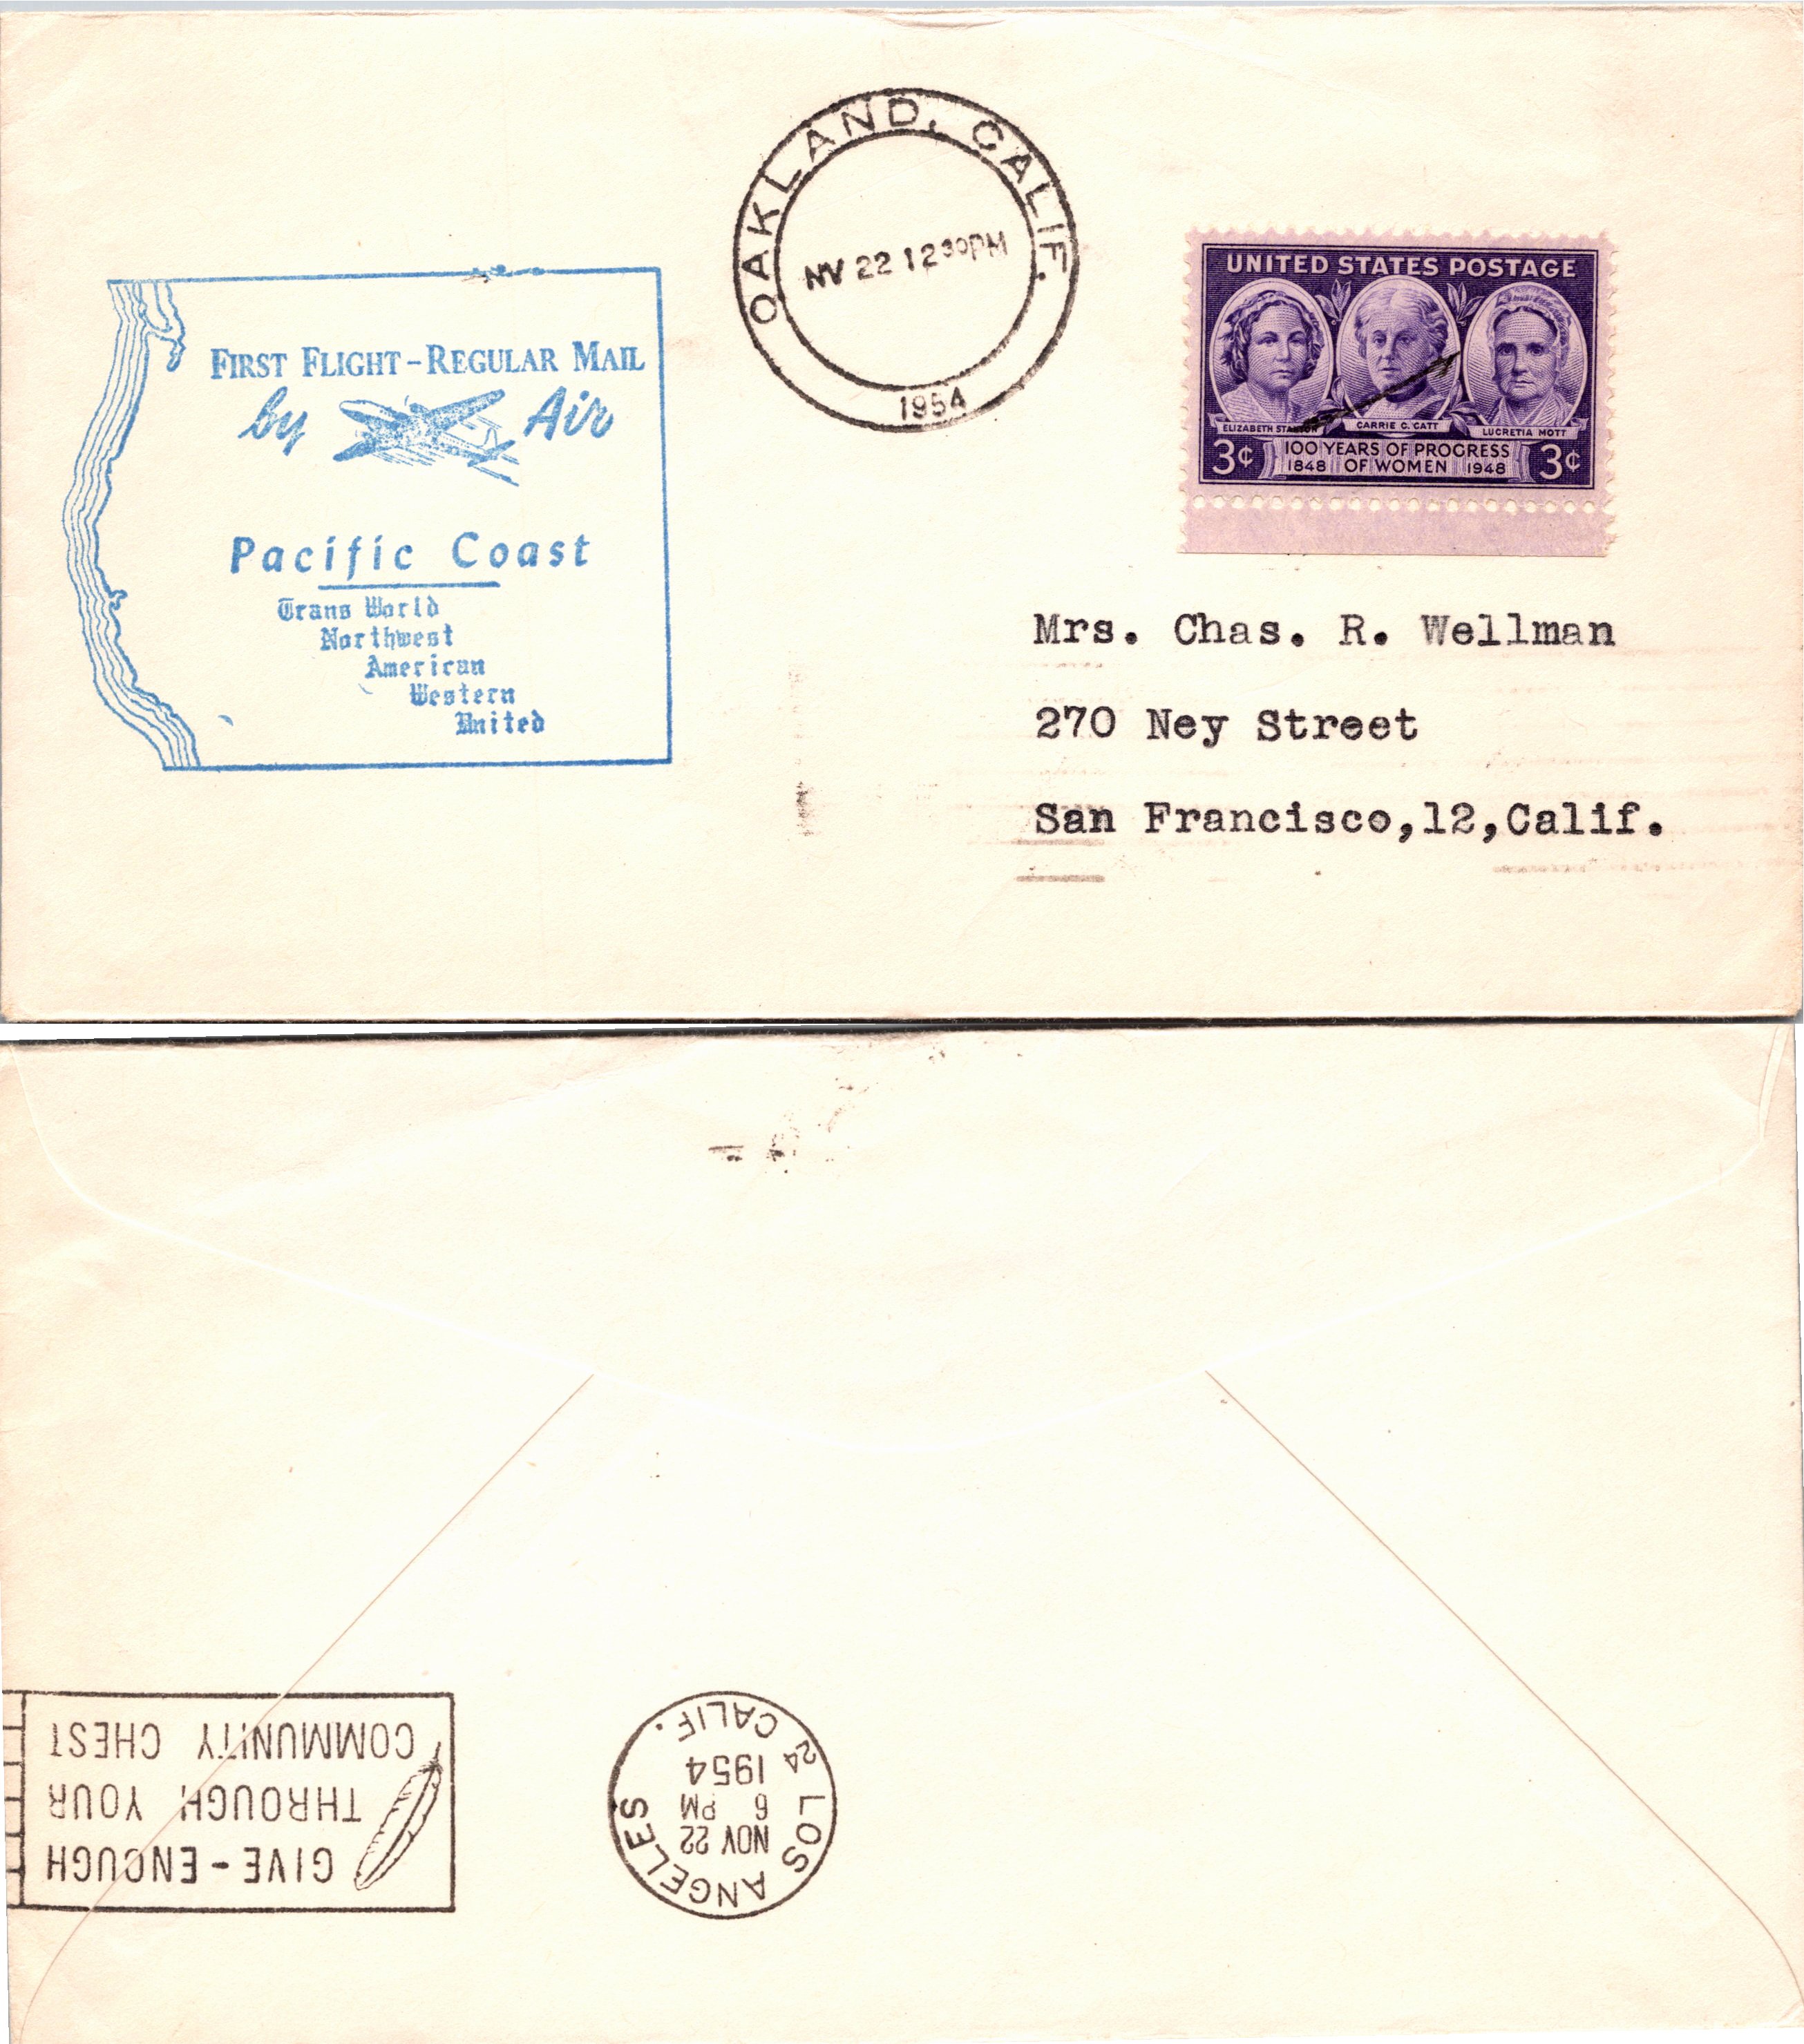 OAKLAND, CALIF.
NV 22 12 30PM
1954
FIRST FLIGHT-REGULAR MAIL
by Air
Pacific Coast
Trans World
Northwest
American
Western
United
UNITED STATES POSTAGE
ELIZABETH STANTON CARRIE C. CATT LUCRETIA MOTT
3¢ 100 YEARS OF PROGRESS 3¢
1848 OF WOMEN 1948
Mrs. Chas. R. Wellman
270 Ney Street
San Francisco,12,Calif.
GIVE-ENOUGH
THROUGH YOUR
COMMUNITY CHEST
LOS ANGELES
NOV 22
6 PM
1954
24
CALIF.